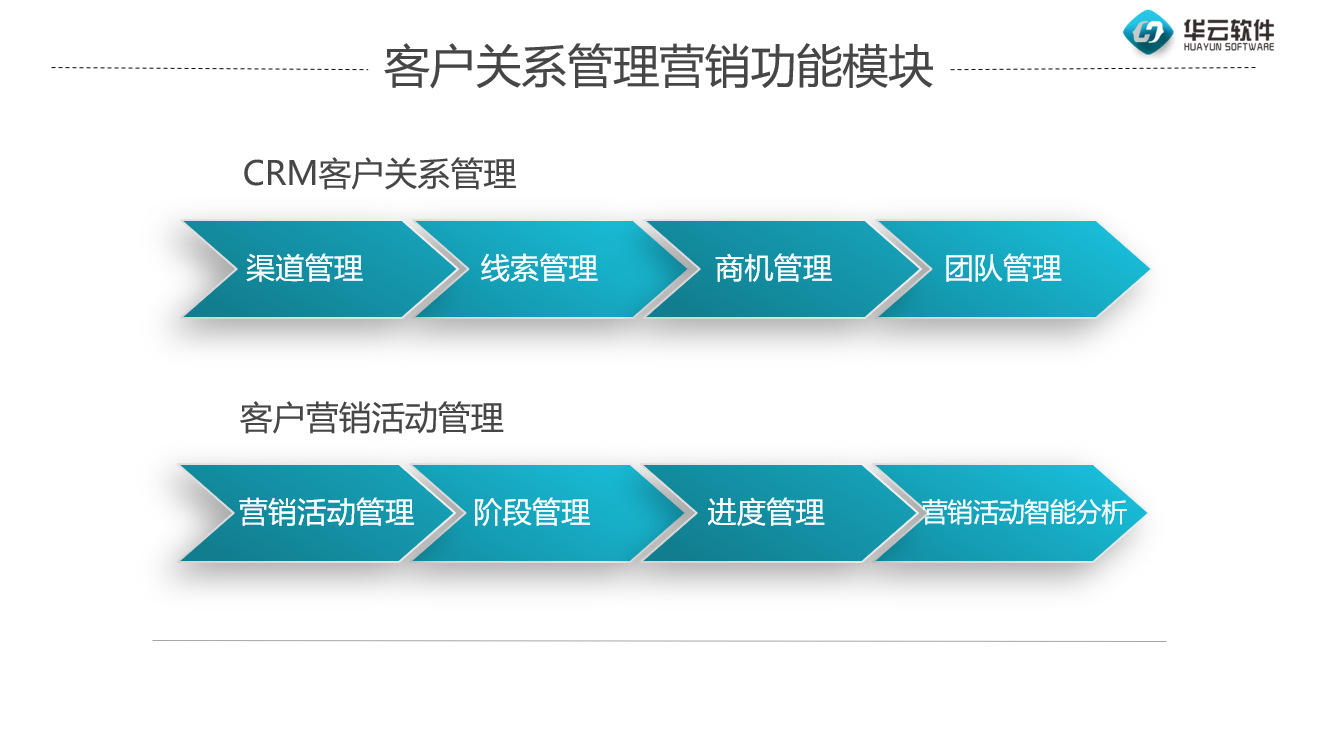 华云软件
HUAYUN SOFTWARE
客户关系管理营销功能模块
CRM客户关系管理
渠道管理
线索管理
商机管理
团队管理
客户营销活动管理
营销活动管理
阶段管理
进度管理
营销活动智能分析